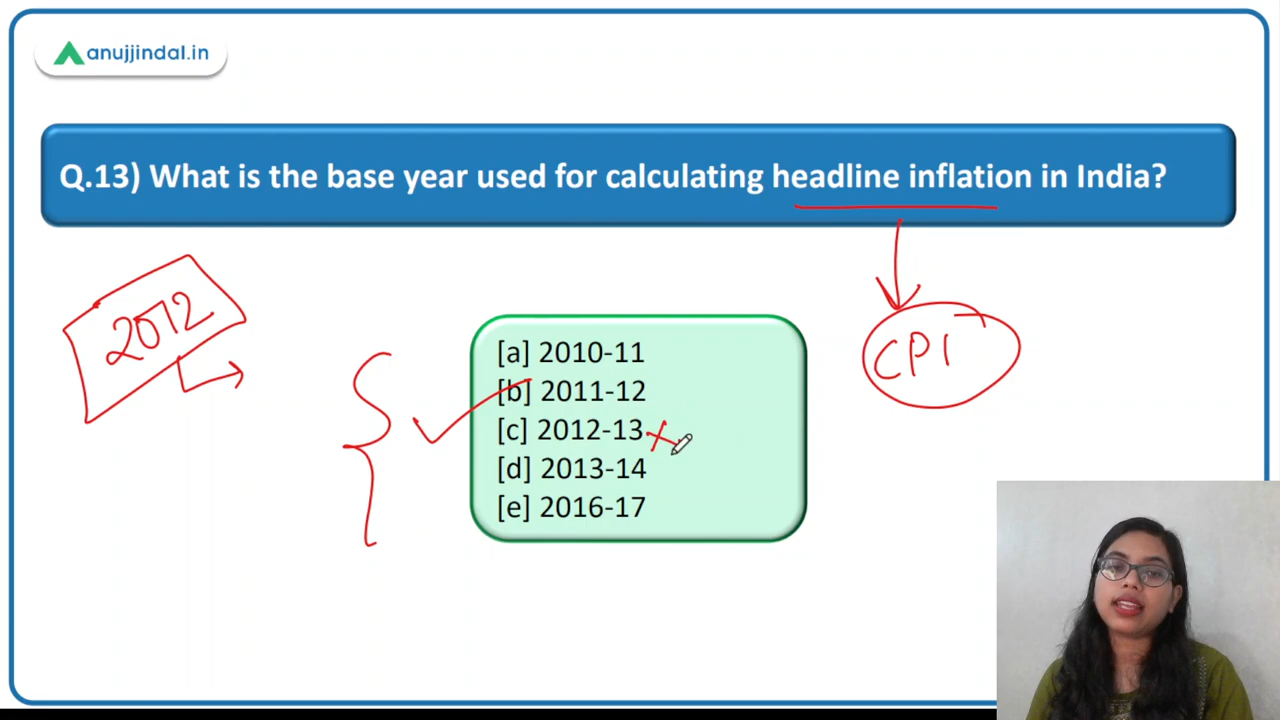 anujjindal.in
Q.13) What is the base year used for calculating headline inflation in India?
2012
[a] 2010-11
[b] 2011-12
[c] 2012-13
[d] 2013-14
[e] 2016-17
CPI